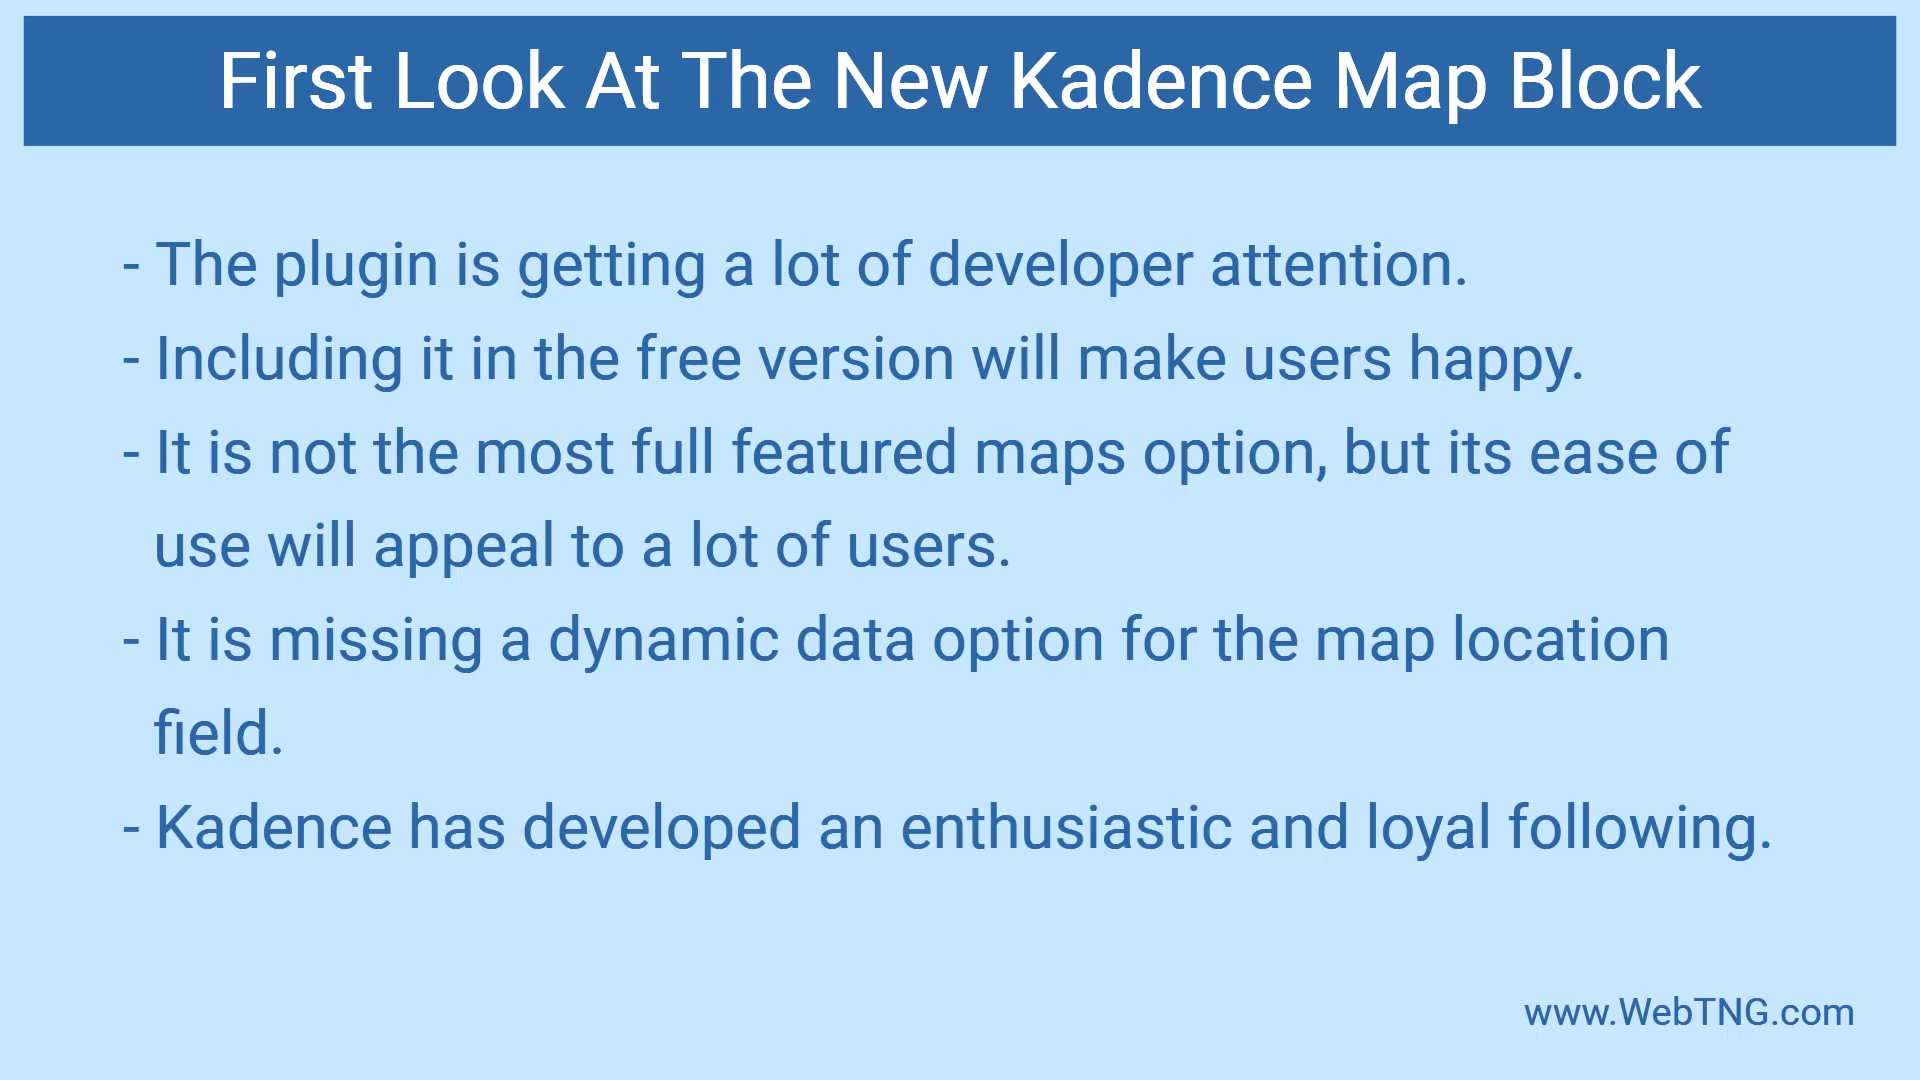 First Look At The New Kadence Map Block
- The plugin is getting a lot of developer attention.
- Including it in the free version will make users happy.
- It is not the most full featured maps option, but its ease of
use will appeal to a lot of users.
- It is missing a dynamic data option for the map location
field.
- Kadence has developed an enthusiastic and loyal following.
www.WebTNG.com